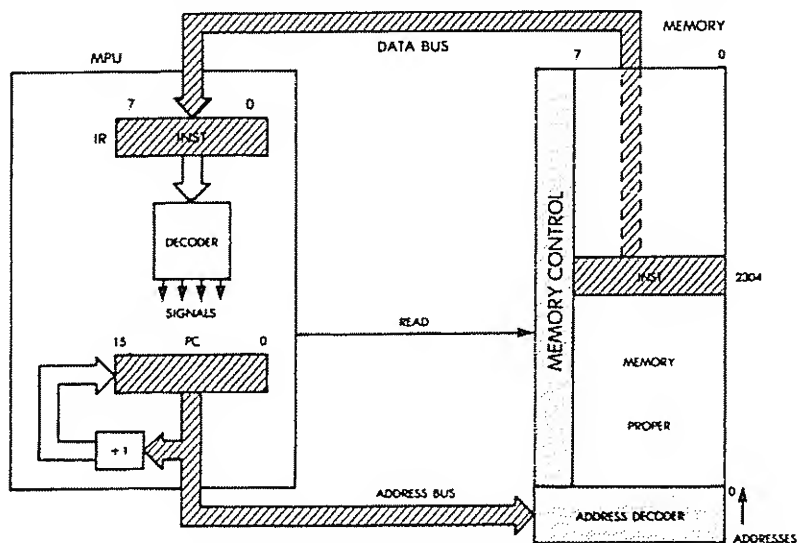 MEMORY
DATA BUS
MPU
7 0
7 0
IR INST
DECODER
SIGNALS
MEMORY CONTROL
INST 2304
READ
15 PC 0
MEMORY
PROPER
+1
ADDRESS BUS
0
ADDRESS DECODER
ADDRESSES